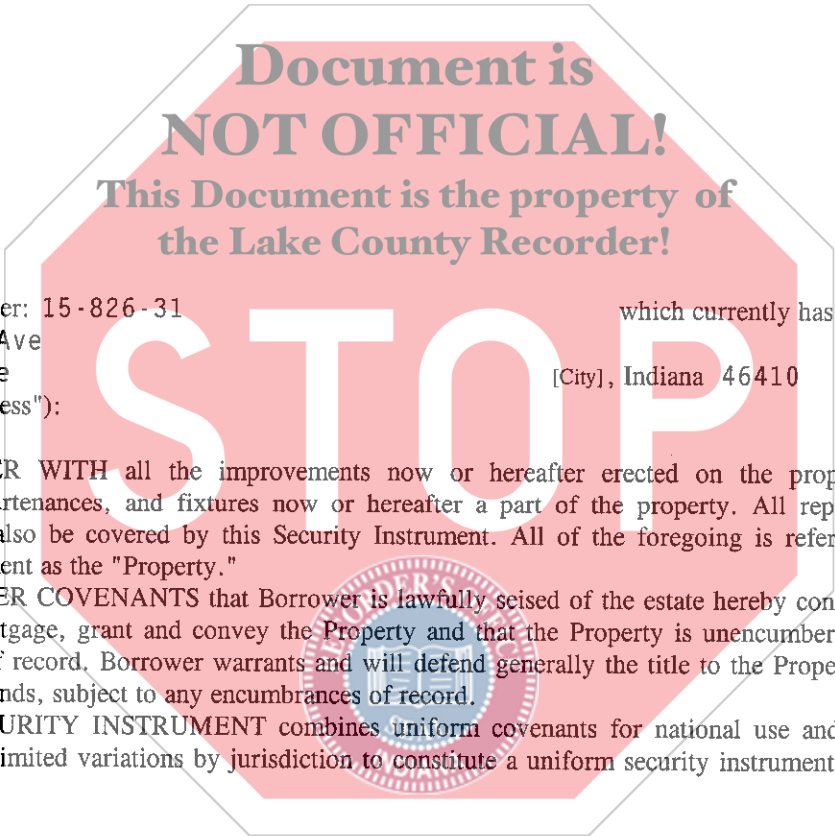 Document is
NOT OFFICIAL!
This Document is the property of
the Lake County Recorder!
er: 15-826-31 which currently has
Ave
e [City], Indiana 46410
ess"):
STOP
ER WITH all the improvements now or hereafter erected on the prop
rtenances, and fixtures now or hereafter a part of the property. All rep
also be covered by this Security Instrument. All of the foregoing is refer
ent as the "Property."
ER COVENANTS that Borrower is lawfully seised of the estate hereby con
tgage, grant and convey the Property and that the Property is unencumber
f record. Borrower warrants and will defend generally the title to the Prope
nds, subject to any encumbrances of record.
URITY INSTRUMENT combines uniform covenants for national use and
imited variations by jurisdiction to constitute a uniform security instrument
SEAL